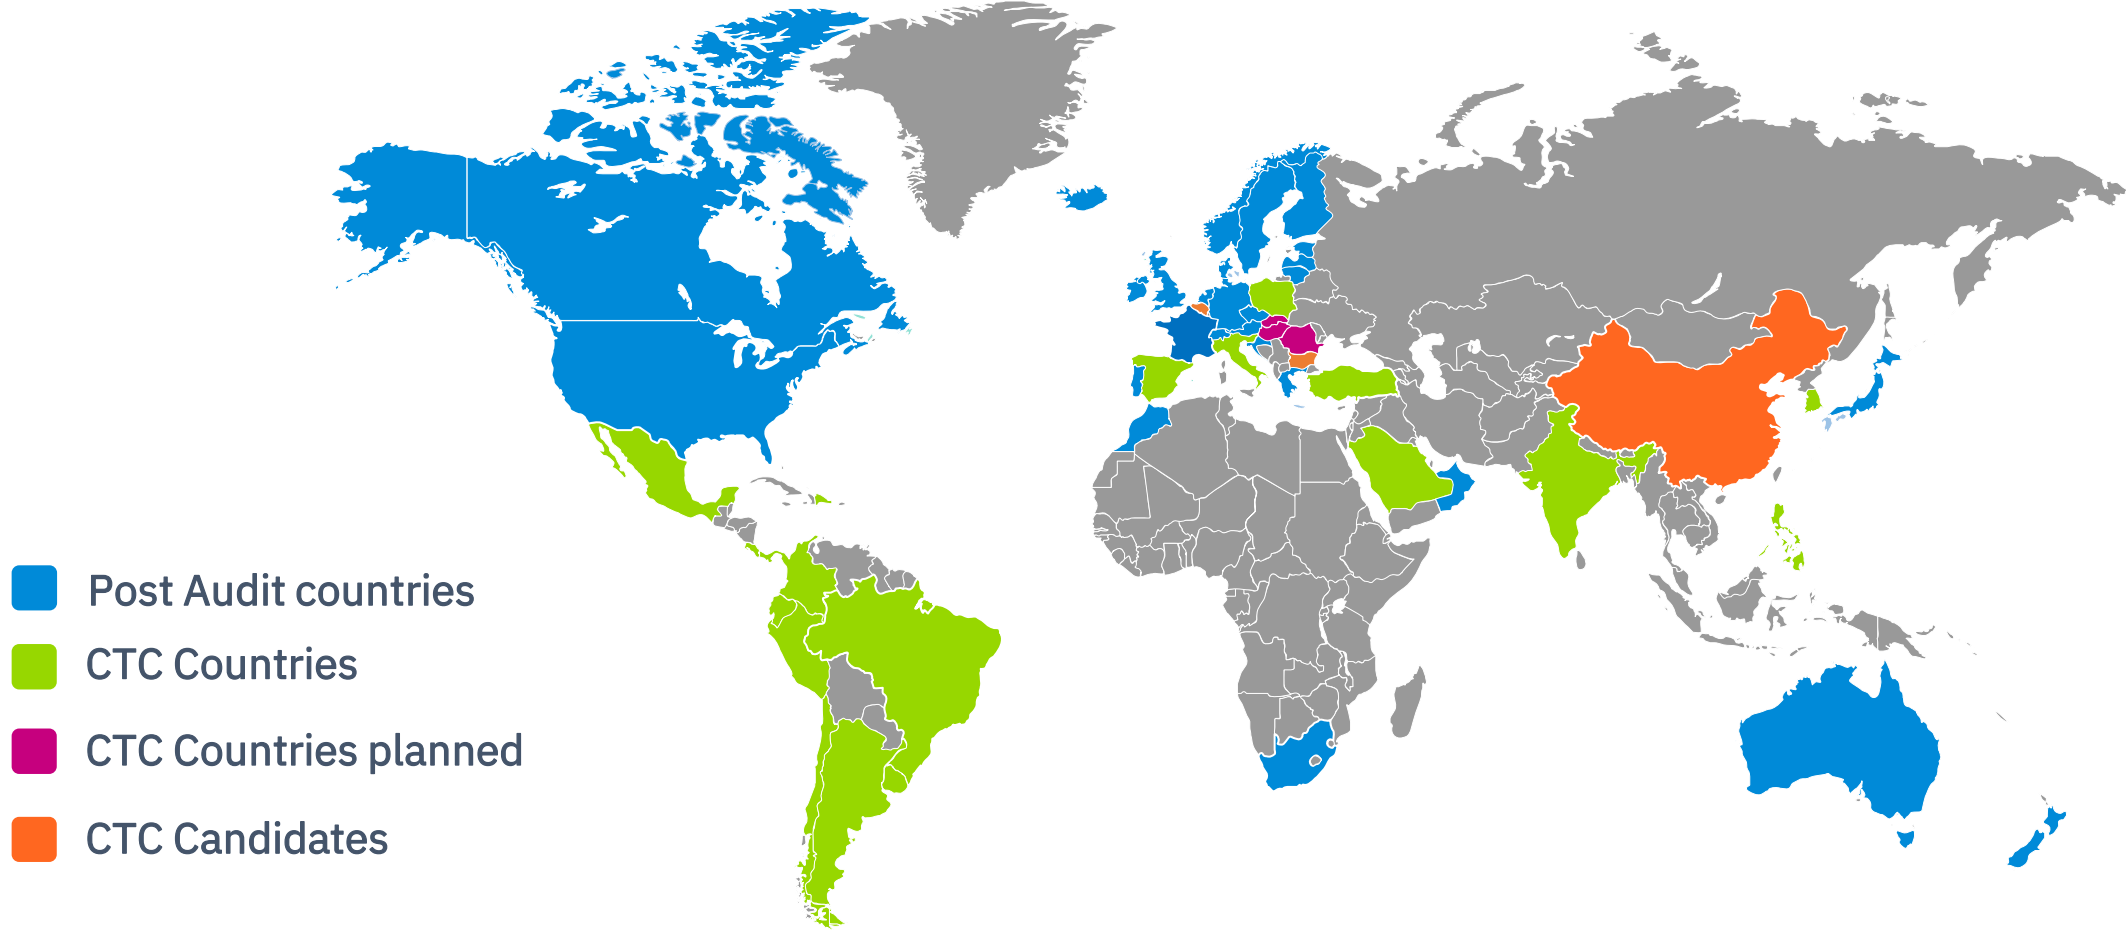 Post Audit countries
CTC Countries
CTC Countries planned
CTC Candidates